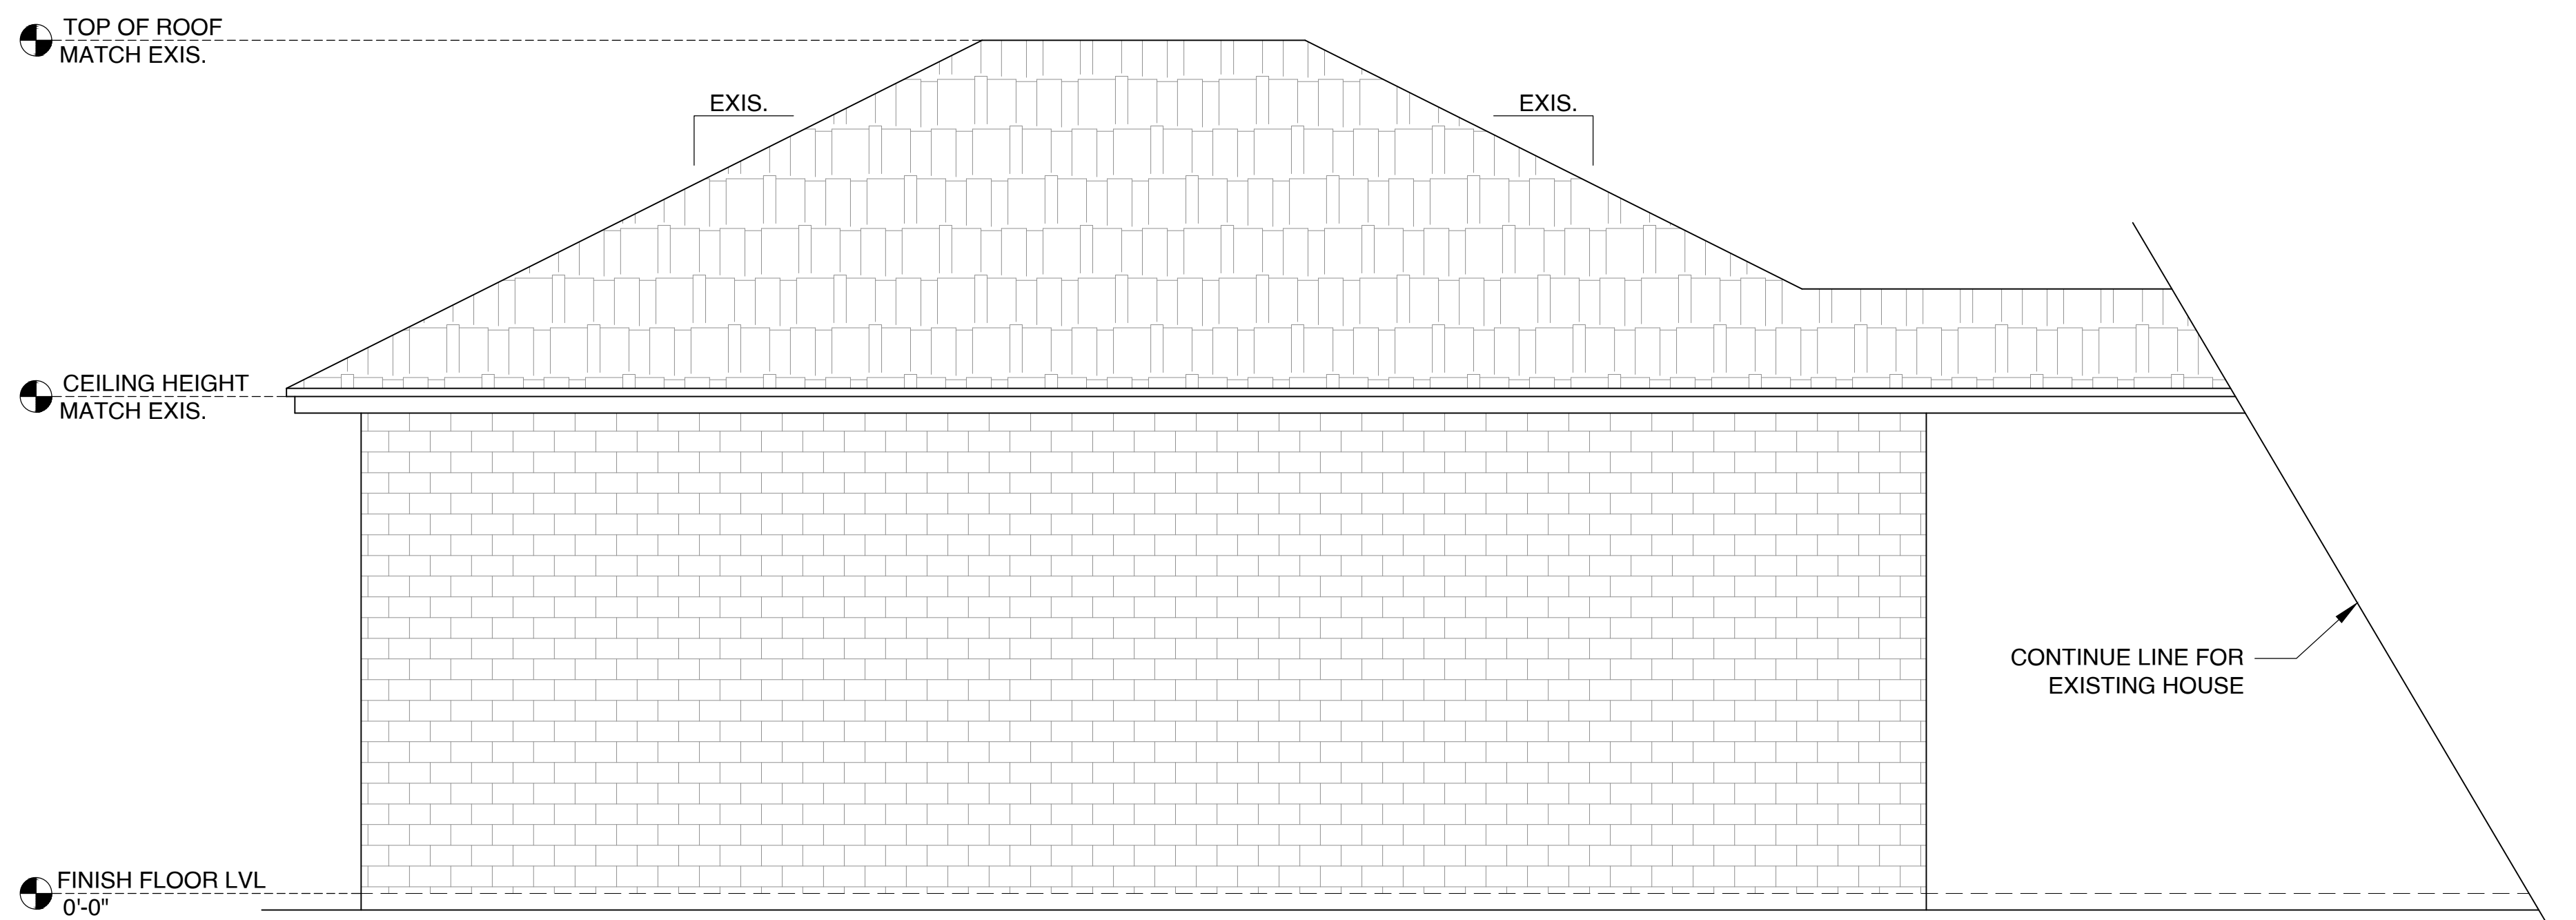 TOP OF ROOF
MATCH EXIS.
EXIS.
EXIS.
CEILING HEIGHT
MATCH EXIS.
CONTINUE LINE FOR
EXISTING HOUSE
FINISH FLOOR LVL
0'-0"